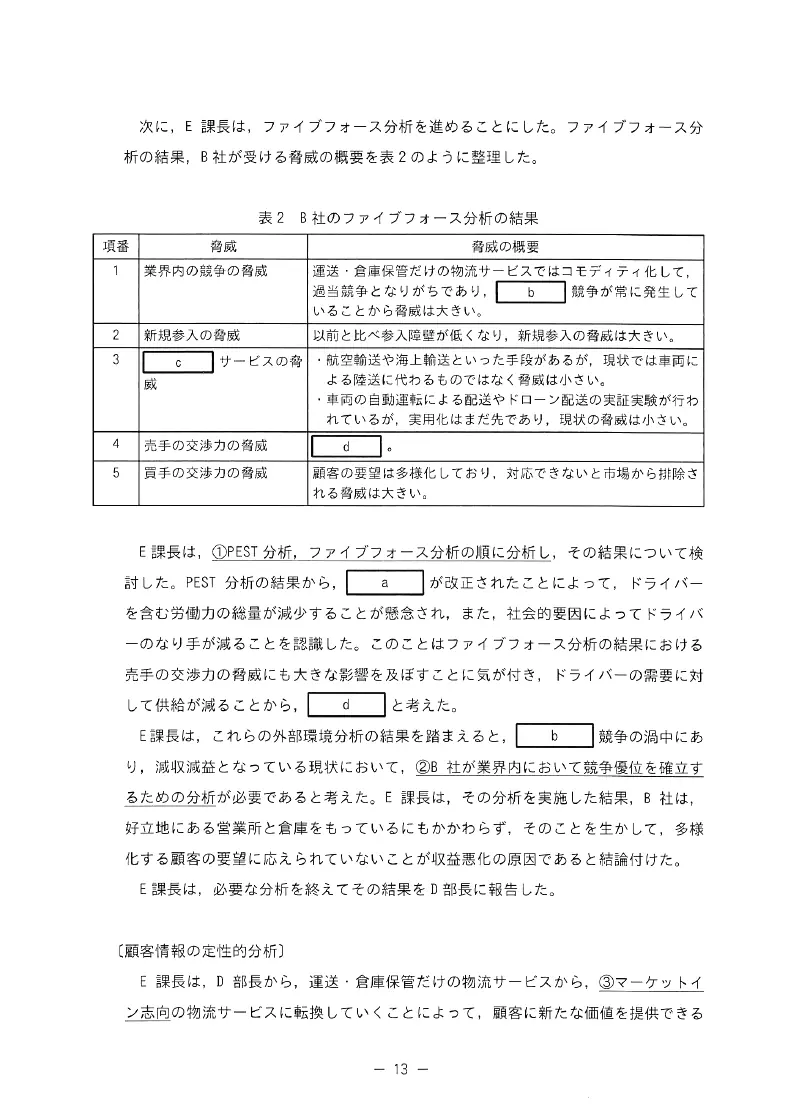 次に，E 課長は，ファイブフォース分析を進めることにした。ファイブフォース分
析の結果，B 社が受ける脅威の概要を表 2 のように整理した。
表 2 B 社のファイブフォース分析の結果
項番 脅威 脅威の概要
1 業界内の競争の脅威 運送・倉庫保管だけの物流サービスではコモディティ化して，
過当競争となりがちであり， b 競争が常に発生して
いることから脅威は大きい。
2 新規参入の脅威 以前と比べ参入障壁が低くなり，新規参入の脅威は大きい。
3 c サービスの脅
威
・航空輸送や海上輸送といった手段があるが，現状では車両に
よる陸送に代わるものではなく脅威は小さい。
・車両の自動運転による配送やドローン配送の実証実験が行わ
れているが，実用化はまだ先であり，現状の脅威は小さい。
4 売手の交渉力の脅威 d 。
5 買手の交渉力の脅威 顧客の要望は多様化しており，対応できないと市場から排除さ
れる脅威は大きい。
E 課長は，①PEST 分析，ファイブフォース分析の順に分析し，その結果について検
討した。PEST 分析の結果から， a が改正されたことによって，ドライバー
を含む労働力の総量が減少することが懸念され，また，社会的要因によってドライバ
ーのなり手が減ることを認識した。このことはファイブフォース分析の結果における
売手の交渉力の脅威にも大きな影響を及ぼすことに気が付き，ドライバーの需要に対
して供給が減ることから， d と考えた。
E 課長は，これらの外部環境分析の結果を踏まえると， b 競争の渦中にあ
り，減収減益となっている現状において，②B 社が業界内において競争優位を確立す
るための分析が必要であると考えた。E 課長は，その分析を実施した結果，B 社は，
好立地にある営業所と倉庫をもっているにもかかわらず，そのことを生かして，多様
化する顧客の要望に応えられていないことが収益悪化の原因であると結論付けた。
E 課長は，必要な分析を終えてその結果を D 部長に報告した。
〔顧客情報の定性的分析〕
E 課長は，D 部長から，運送・倉庫保管だけの物流サービスから，③マーケットイ
ン志向の物流サービスに転換していくことによって，顧客に新たな価値を提供できる
－ 13 －